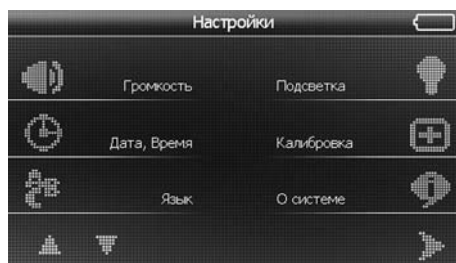 Настройки
Громкость
Подсветка
Дата, Время
Калибровка
Язык
О системе